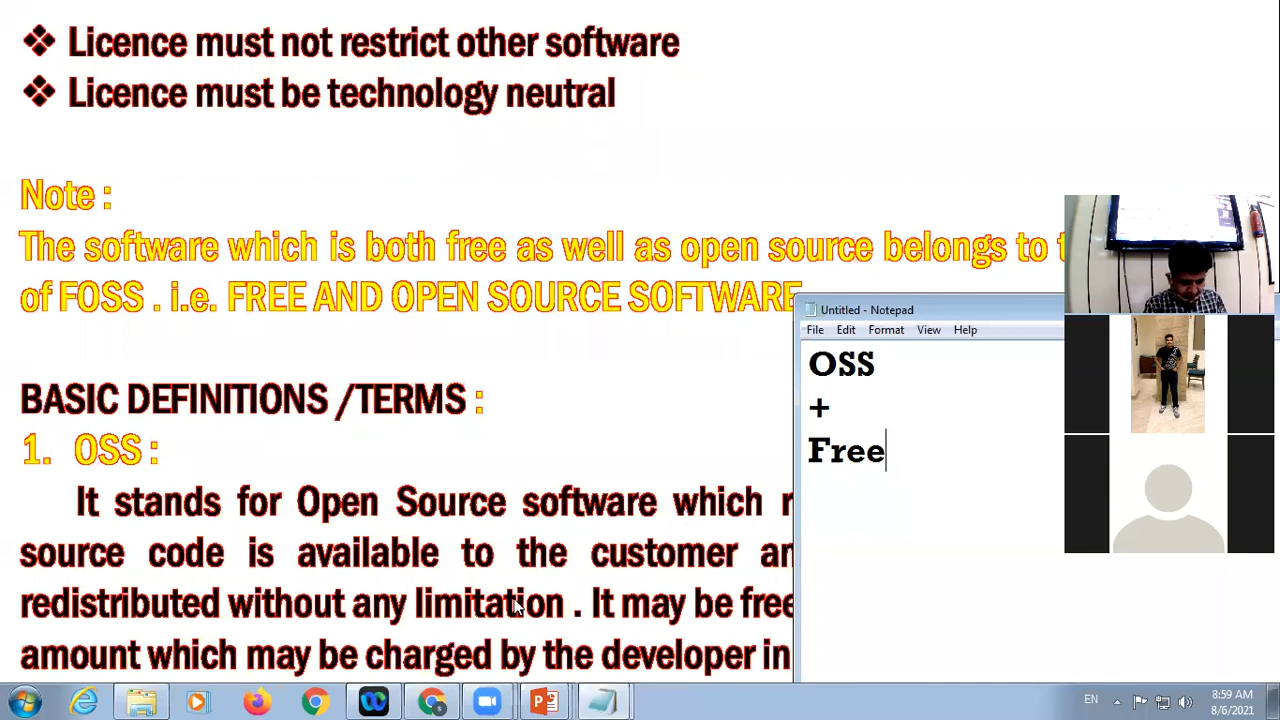 ❖ Licence must not restrict other software
❖ Licence must be technology neutral
Note :
The software which is both free as well as open source belongs to
of FOSS . i.e. FREE AND OPEN SOURCE SOFTWARE
BASIC DEFINITIONS /TERMS :
1. OSS :
It stands for Open Source software which
source code is available to the customer
redistributed without any limitation . It may be free
amount which may be charged by the developer in
Untitled - Notepad
File Edit Format View Help
OSS
+
Free
EN
8:59 AM
8/6/2021